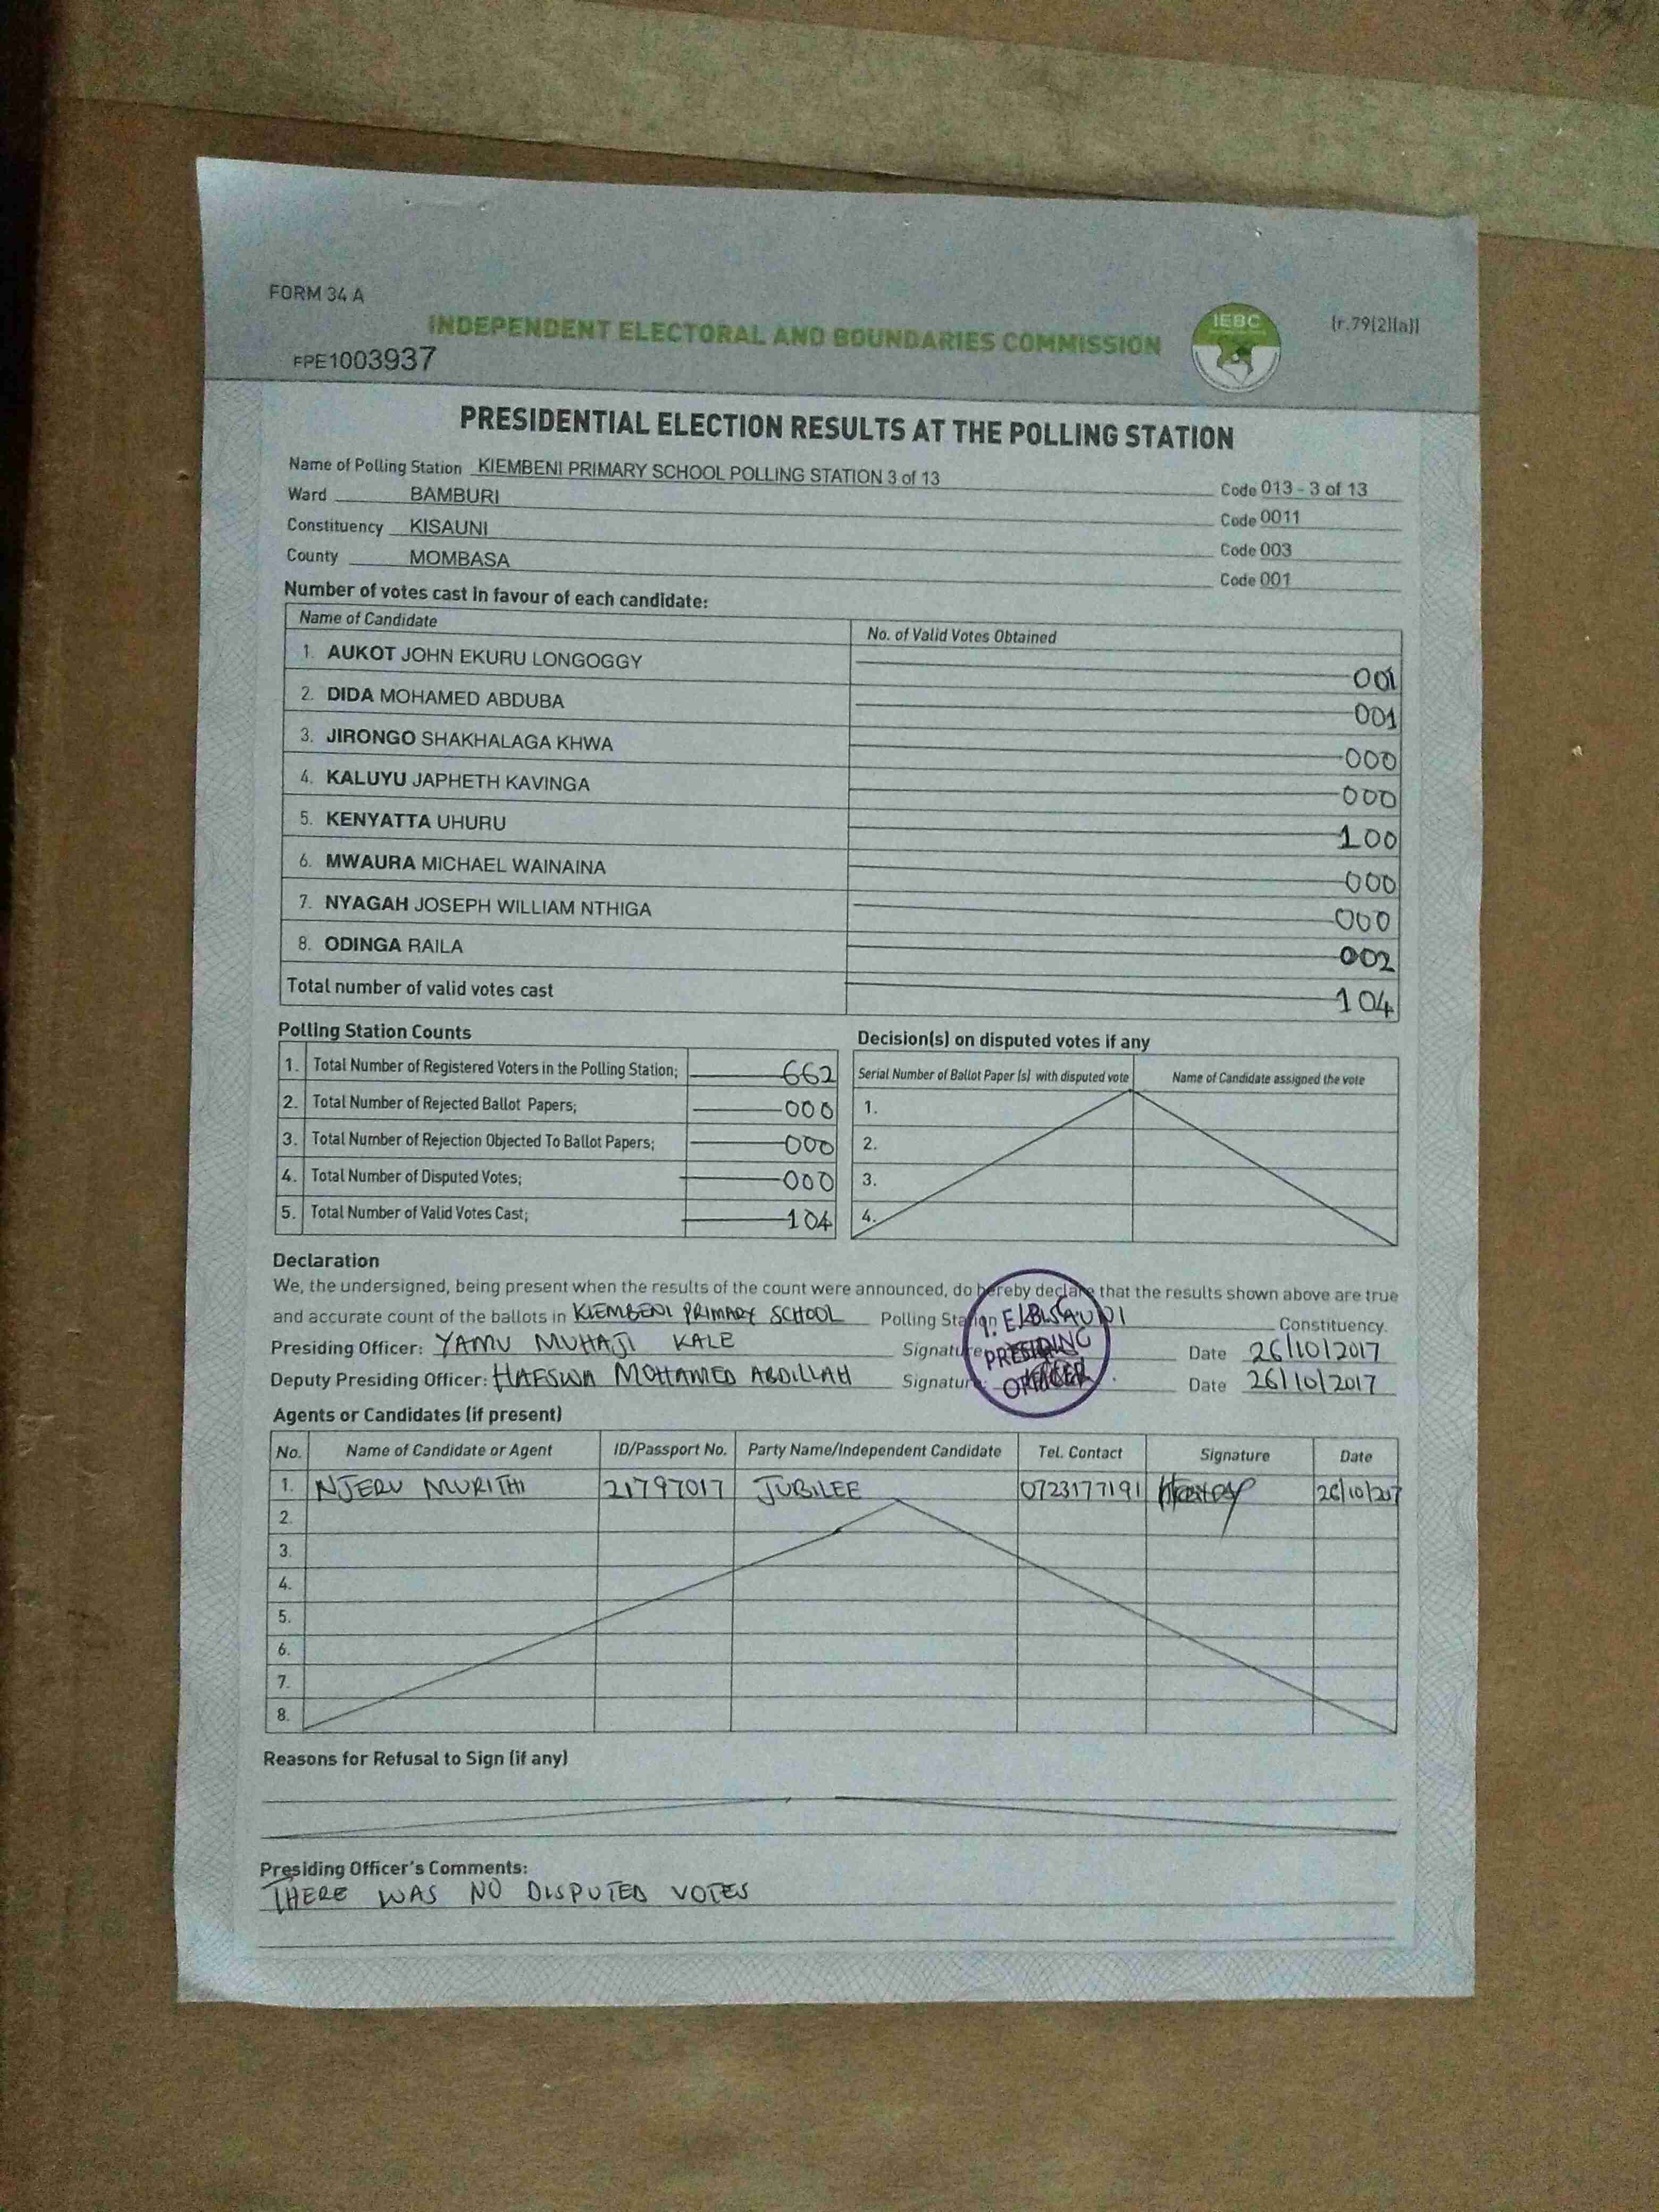 FORM 34 A
INDEPENDENT ELECTORAL AND BOUNDARIES COMMISSION
IEBC
(r.79(2)(a))
FPE1003937
PRESIDENTIAL ELECTION RESULTS AT THE POLLING STATION
Name of Polling Station KIEMBENI PRIMARY SCHOOL POLLING STATION 3 of 13 Code 013 - 3 of 13
Ward BAMBURI Code 0011
Constituency KISAUNI Code 003
County MOMBASA Code 001
Number of votes cast in favour of each candidate:
Name of Candidate No. of Valid Votes Obtained
1. AUKOT JOHN EKURU LONGOGGY 001
2. DIDA MOHAMED ABDUBA 001
3. JIRONGO SHAKHALAGA KHWA 000
4. KALUYU JAPHETH KAVINGA 000
5. KENYATTA UHURU 100
6. MWAURA MICHAEL WAINAINA 000
7. NYAGAH JOSEPH WILLIAM NTHIGA 000
8. ODINGA RAILA 002
Total number of valid votes cast 104
Polling Station Counts
1. Total Number of Registered Voters in the Polling Station; 662
2. Total Number of Rejected Ballot Papers; 000
3. Total Number of Rejection Objected To Ballot Papers; 000
4. Total Number of Disputed Votes; 000
5. Total Number of Valid Votes Cast; 104
Decision(s) on disputed votes if any
Serial Number of Ballot Paper (s) with disputed vote Name of Candidate assigned the vote
1.
2.
3.
4.
Declaration
We, the undersigned, being present when the results of the count were announced, do hereby declare that the results shown above are true
and accurate count of the ballots in KIEMBENI PRIMARY SCHOOL Polling Station KISAUNI Constituency.
Presiding Officer: YAMU MUHAJI KALE Signature Date 26/10/2017
Deputy Presiding Officer: HAFSWA MOHAMED ABDILLAH Signature: Date 26/10/2017
I.E.B.C
PRESIDING
OFFICER
Agents or Candidates (if present)
No. Name of Candidate or Agent ID/Passport No. Party Name/Independent Candidate Tel. Contact Signature Date
1. NJERU MURITHI 21797017 JUBILEE 0723177191 26/10/2017
2.
3.
4.
5.
6.
7.
8.
Reasons for Refusal to Sign (if any)
Presiding Officer's Comments:
THERE WAS NO DISPUTED VOTES